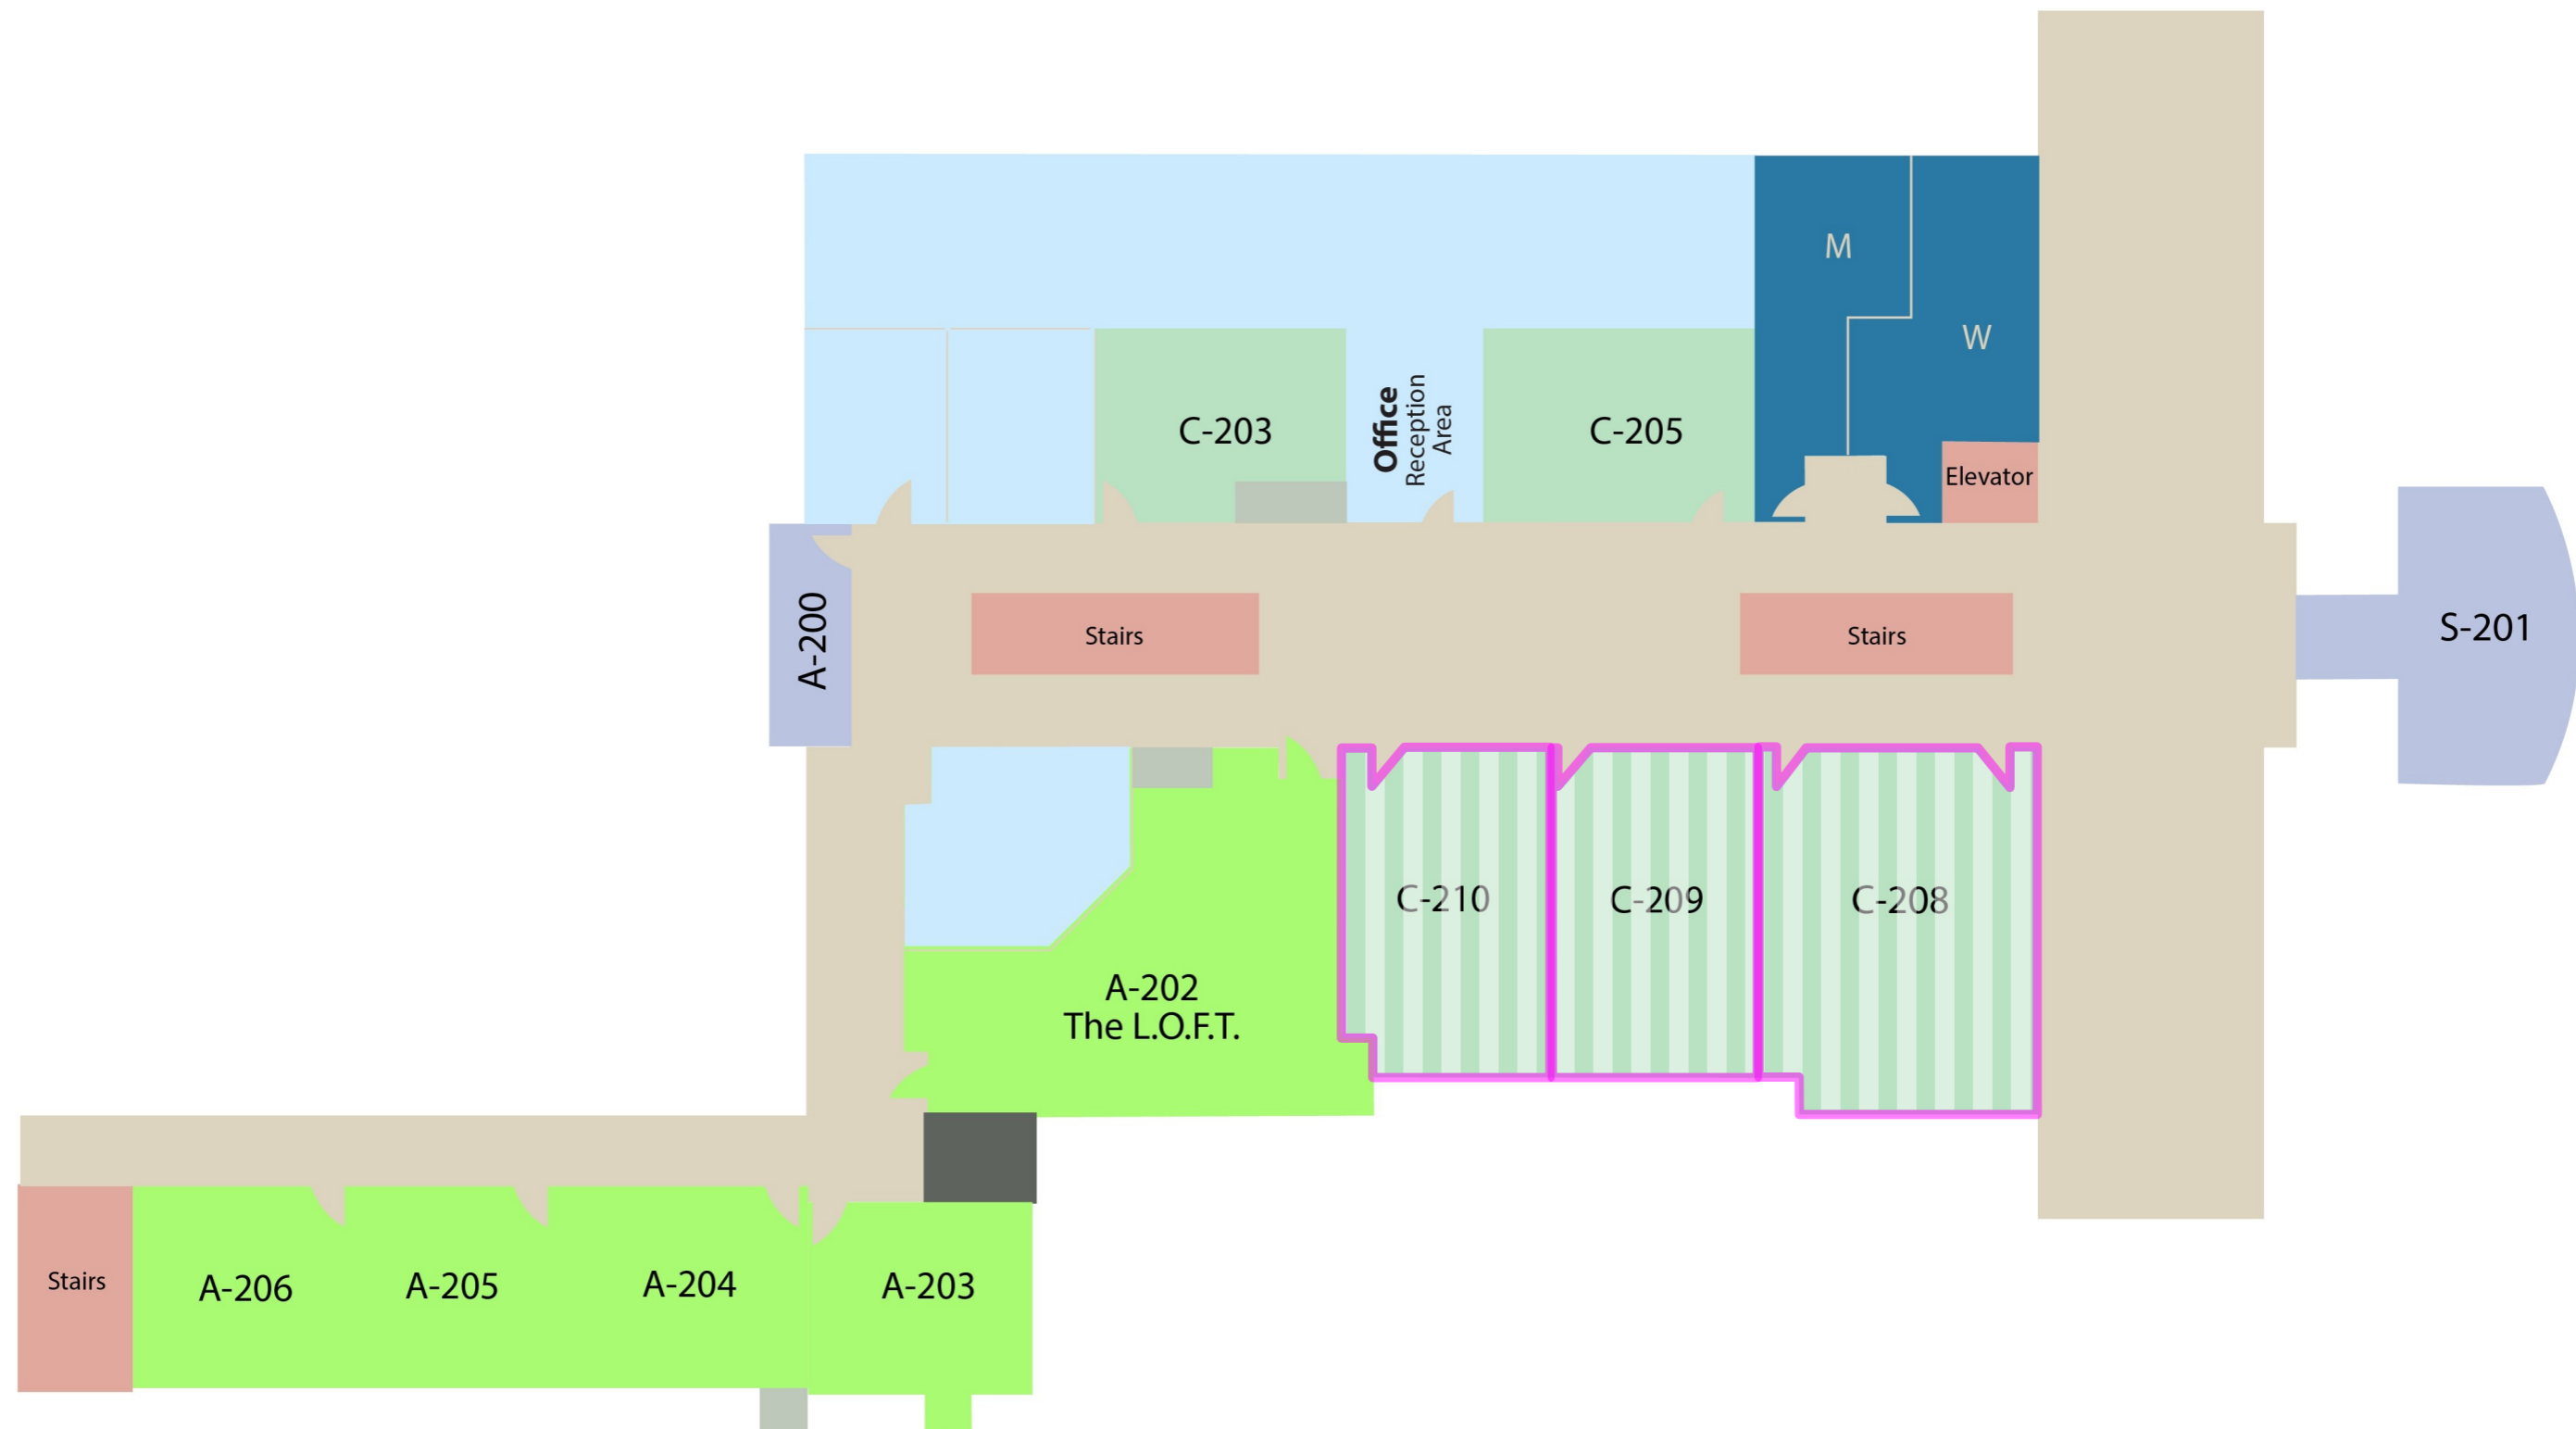 M
W
C-203
Office
Reception
Area
C-205
Elevator
A-200
Stairs
Stairs
S-201
C-210
C-209
C-208
A-202
The L.O.F.T.
Stairs
A-206
A-205
A-204
A-203